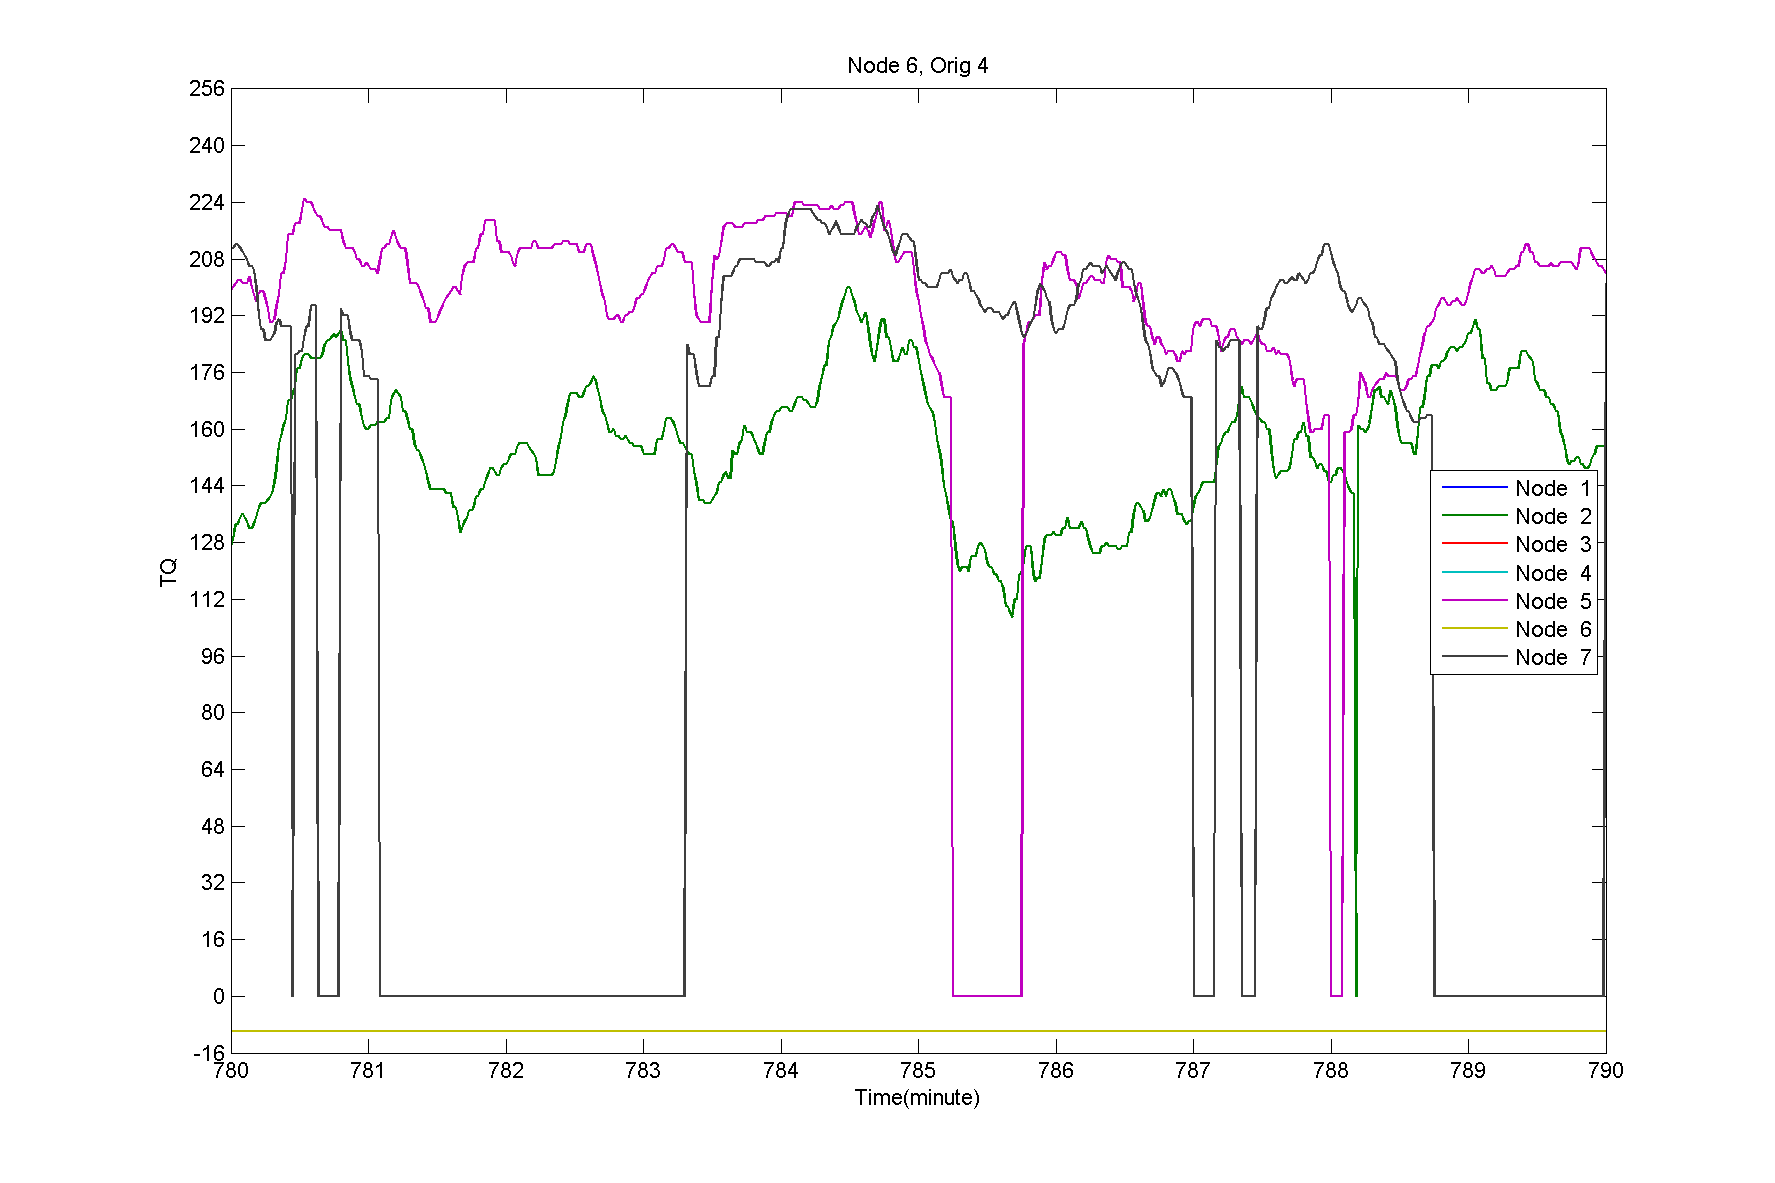 Node 6, Orig 4
256
240
224
208
192
176
160
144
128
112
96
80
64
48
32
16
0
-16
TQ
Node 1
Node 2
Node 3
Node 4
Node 5
Node 6
Node 7
780 781 782 783 784 785 786 787 788 789 790
Time(minute)